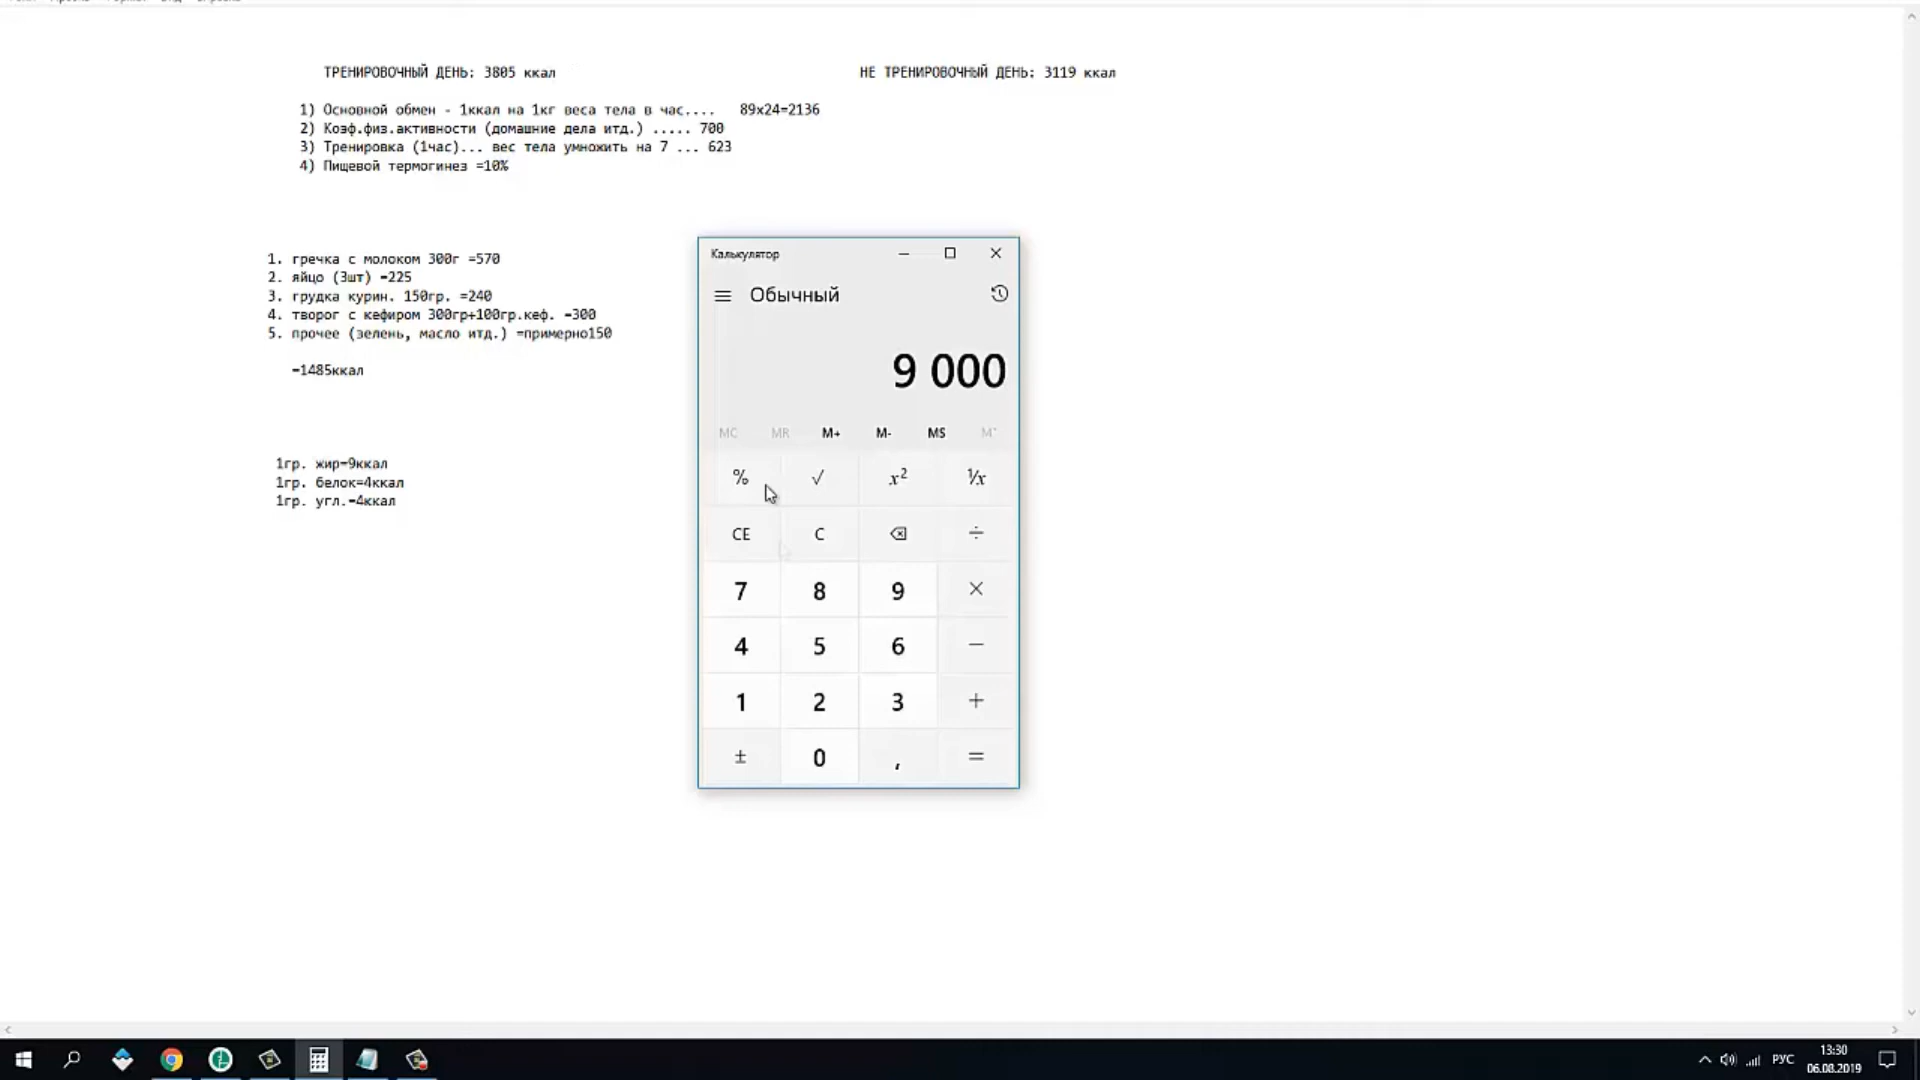 ТРЕНИРОВОЧНЫЙ ДЕНЬ: 3805 ккал
НЕ ТРЕНИРОВОЧНЫЙ ДЕНЬ: 3119 ккал
1) Основной обмен - 1ккал на 1кг веса тела в час.... 89х24=2136
2) Коэф.физ.активности (домашние дела итд.) ..... 700
3) Тренировка (1час)... вес тела умножить на 7 ... 623
4) Пищевой термогинез =10%
1. гречка с молоком 300г =570
2. яйцо (3шт) =225
3. грудка курин. 150гр. =240
4. творог с кефиром 300гр+100гр.кеф. =300
5. прочее (зелень, масло итд.) =примерно150
=1485ккал
1гр. жир=9ккал
1гр. белок=4ккал
1гр. угл.=4ккал
Калькулятор
Обычный
9 000
MC MR M+ M- MS M˅
% √ x² ¹/x
CE C ÷
7 8 9 ×
4 5 6 −
1 2 3 +
± 0 , =
РУС
13:30
06.08.2019